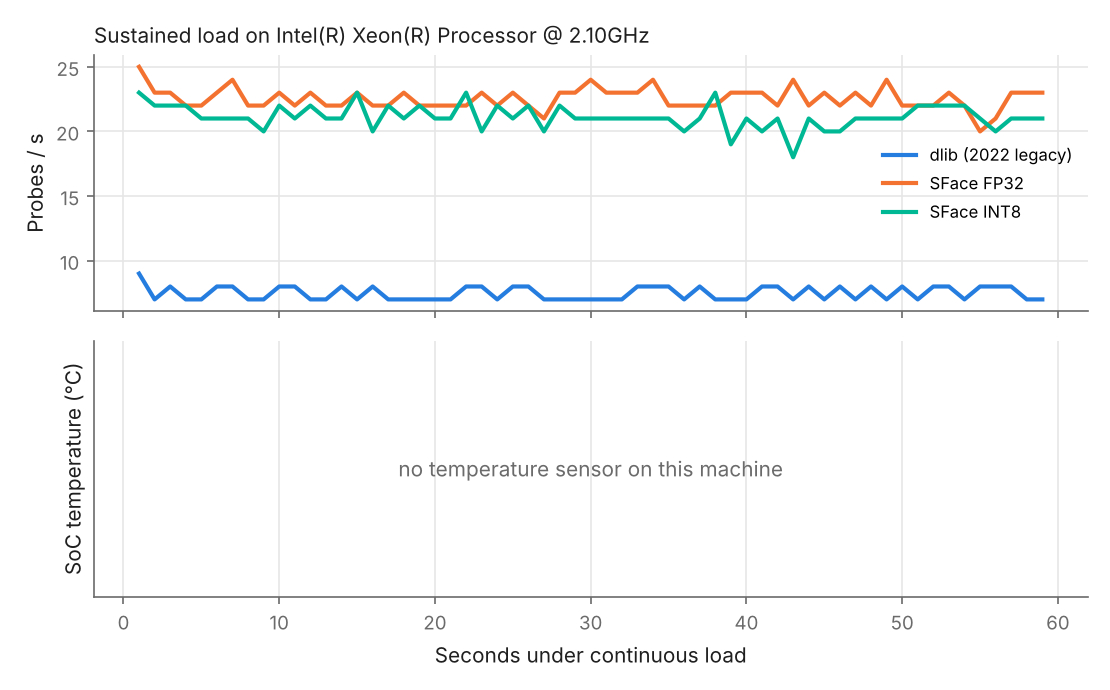 Sustained load on Intel(R) Xeon(R) Processor @ 2.10GHz
Probes / s
25
20
15
10
dlib (2022 legacy)
SFace FP32
SFace INT8
SoC temperature (°C)
no temperature sensor on this machine
0 10 20 30 40 50 60
Seconds under continuous load